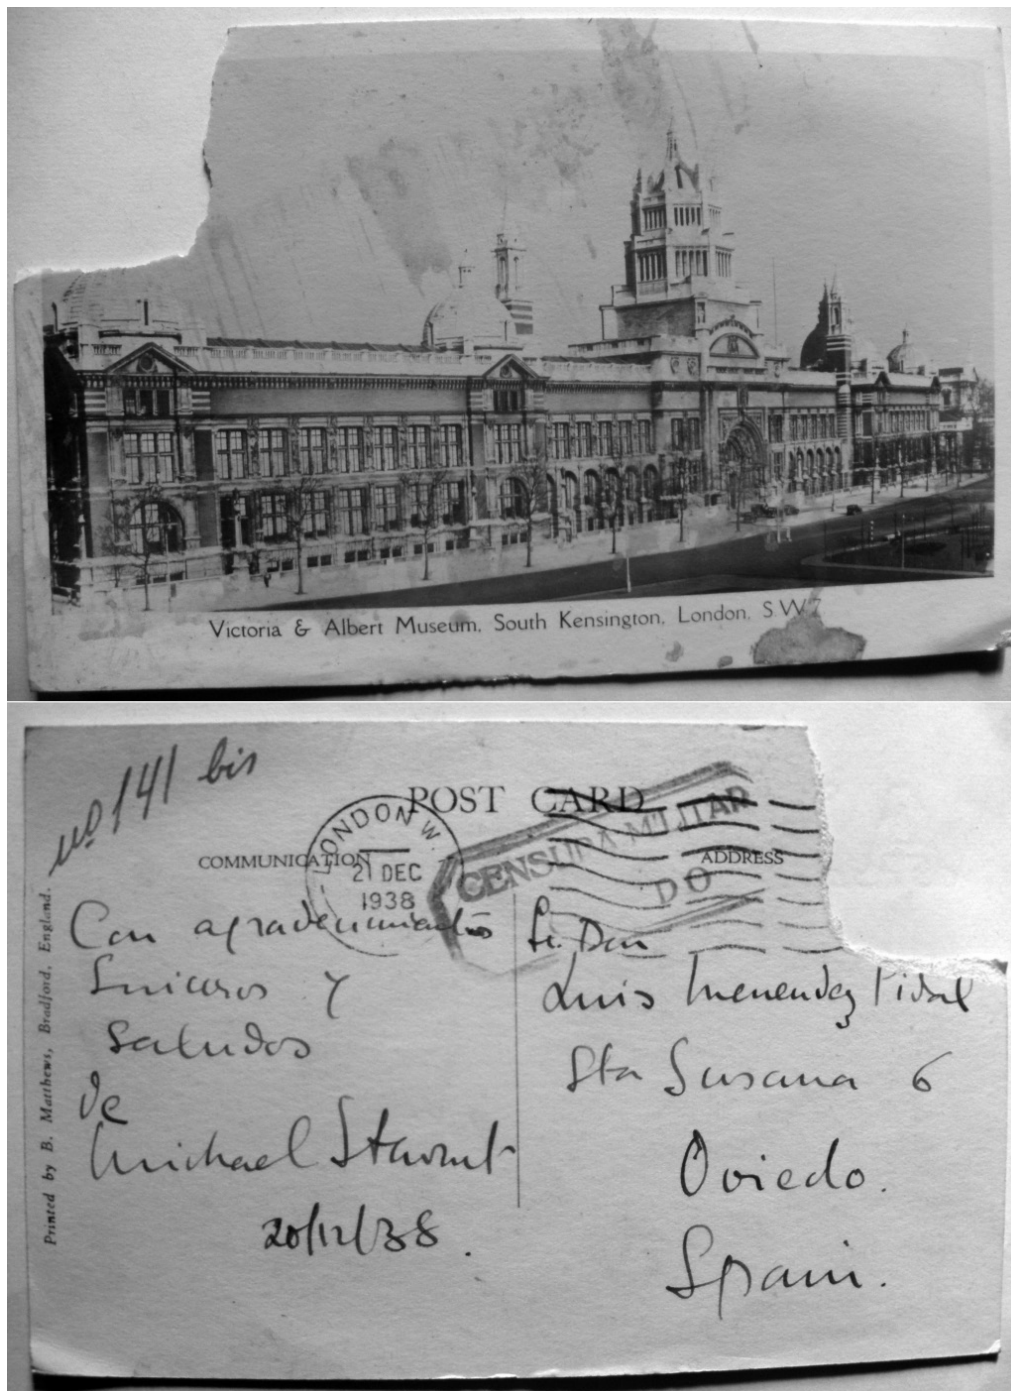 Victoria & Albert Museum, South Kensington, London, S W 7
nº 141 bis
POST CARD
LONDON W.
21 DEC
1938
CENSURA MILITAR
COMMUNICATION
ADDRESS
Con agradecimientos
Sinceros y
Saludos
de
Michael Stewart
20/12/38.
Sr. Don
Luis Menendez Pidal
Sta Susana 6
Oviedo.
Spain.
Printed by B. Matthews, Bradford, England.